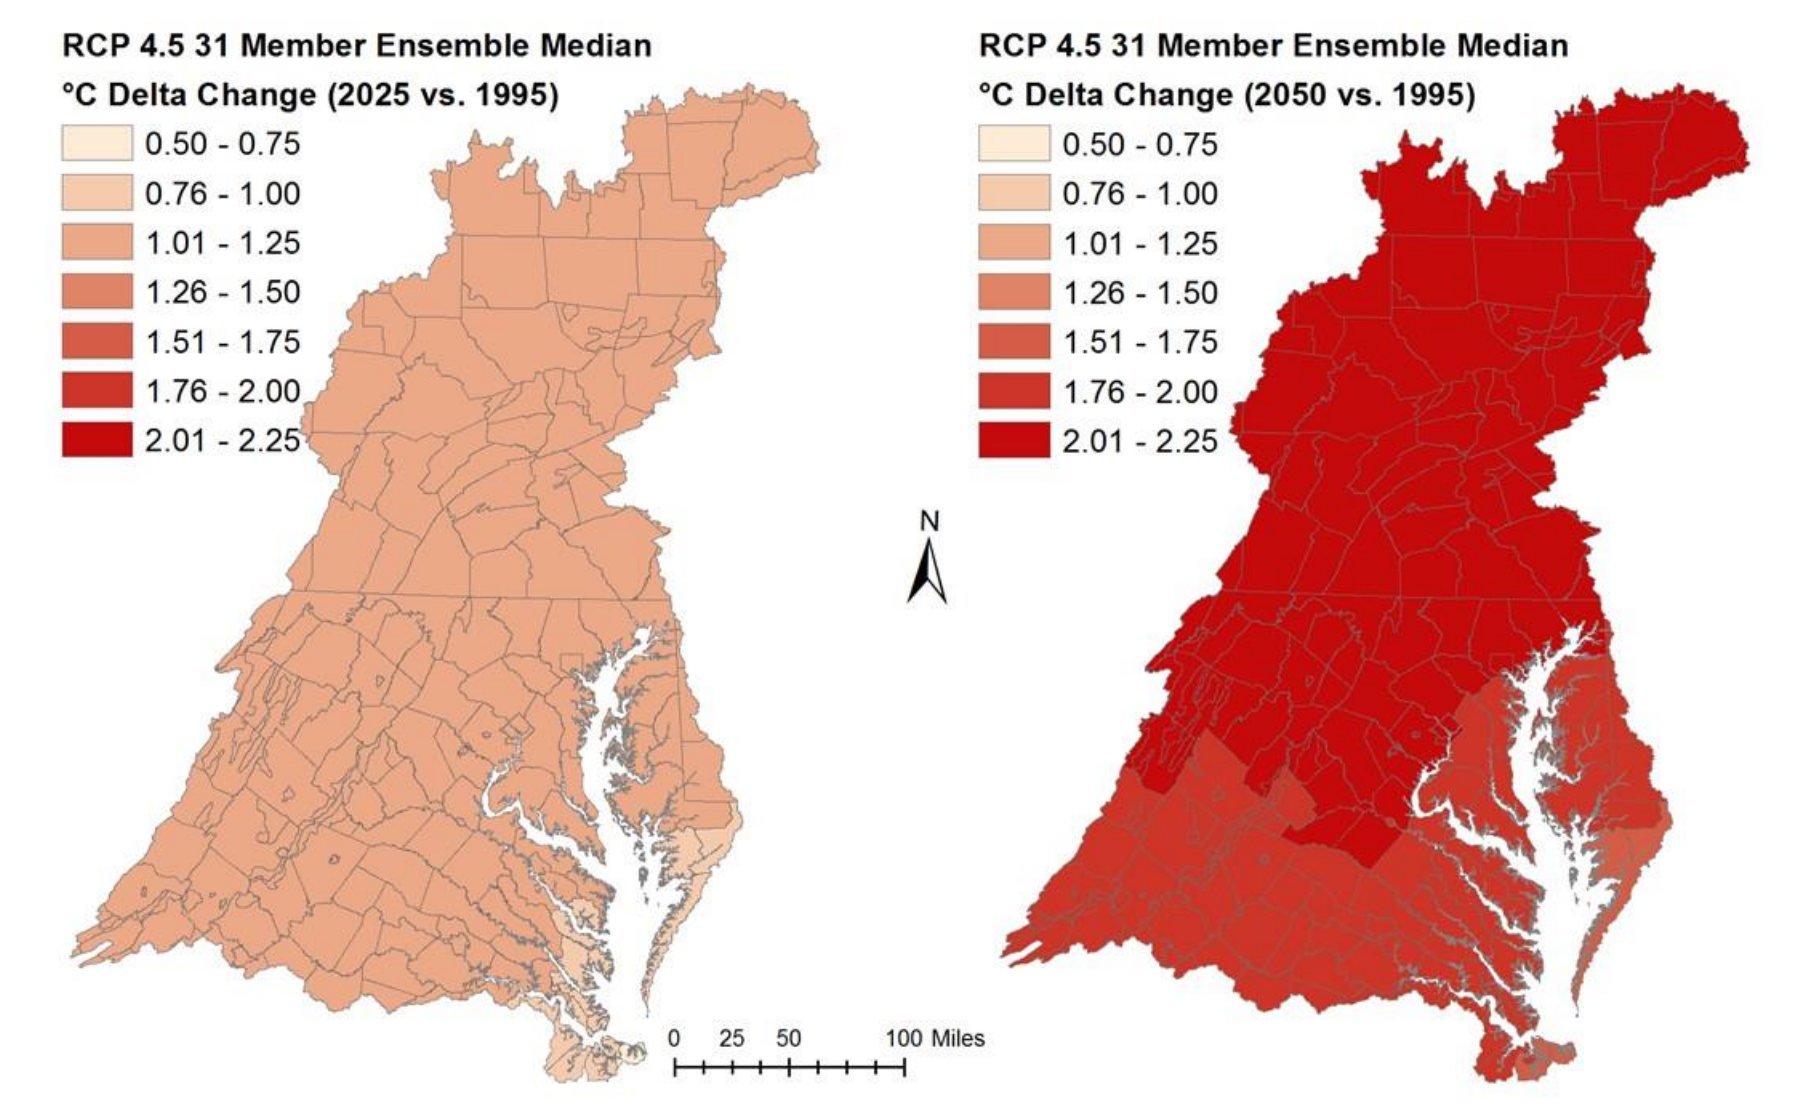 RCP 4.5 31 Member Ensemble Median
°C Delta Change (2025 vs. 1995)
0.50 - 0.75
0.76 - 1.00
1.01 - 1.25
1.26 - 1.50
1.51 - 1.75
1.76 - 2.00
2.01 - 2.25
RCP 4.5 31 Member Ensemble Median
°C Delta Change (2050 vs. 1995)
0.50 - 0.75
0.76 - 1.00
1.01 - 1.25
1.26 - 1.50
1.51 - 1.75
1.76 - 2.00
2.01 - 2.25
N
0 25 50 100 Miles